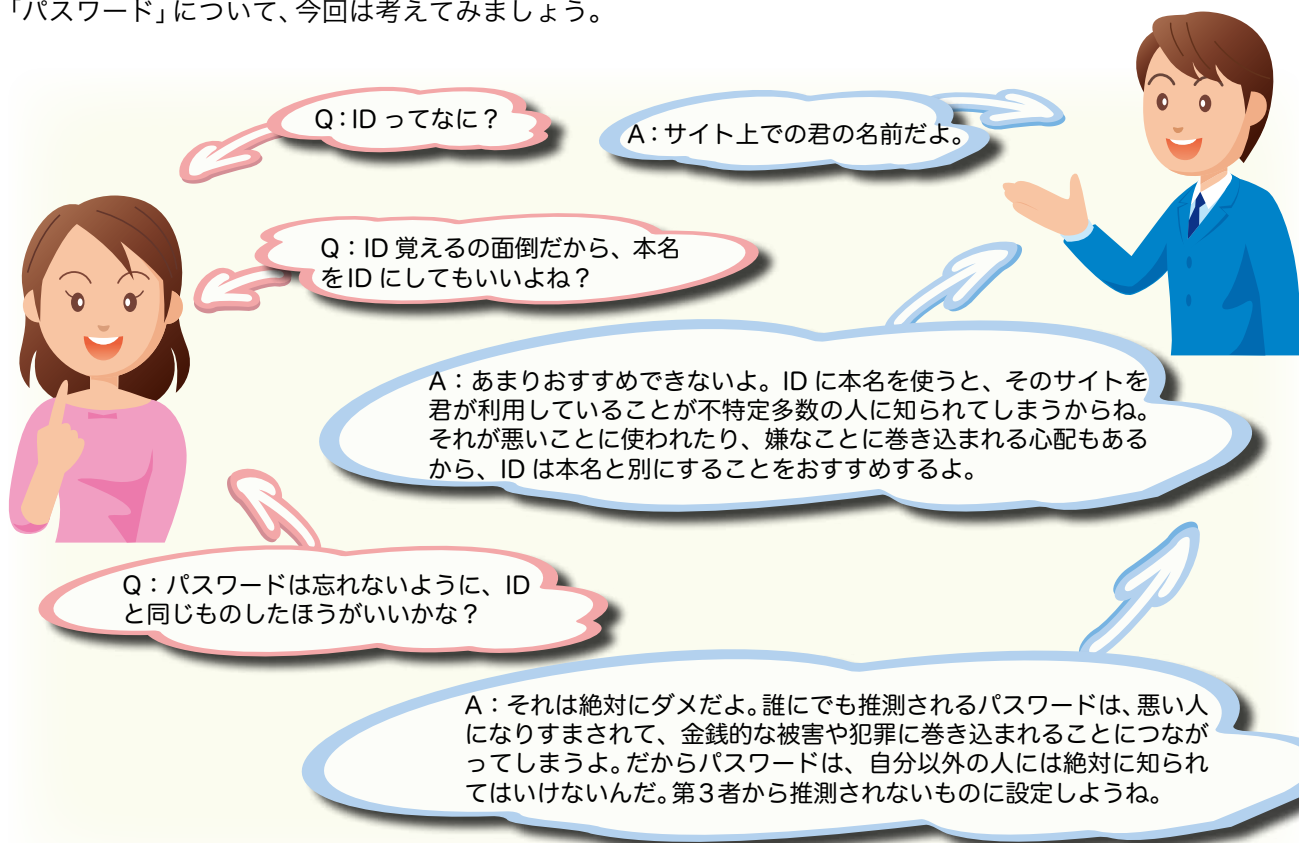 「パスワード」について、今回は考えてみましょう。
Q：IDってなに？
A：サイト上での君の名前だよ。
Q：ID 覚えるの面倒だから、本名
をIDにしてもいいよね？
A：あまりおすすめできないよ。IDに本名を使うと、そのサイトを
君が利用していることが不特定多数の人に知られてしまうからね。
それが悪いことに使われたり、嫌なことに巻き込まれる心配もある
から、IDは本名と別にすることをおすすめするよ。
Q：パスワードは忘れないように、ID
と同じものしたほうがいいかな？
A：それは絶対にダメだよ。誰にでも推測されるパスワードは、悪い人
になりすまされて、金銭的な被害や犯罪に巻き込まれることにつなが
ってしまうよ。だからパスワードは、自分以外の人には絶対に知られ
てはいけないんだ。第3者から推測されないものに設定しようね。